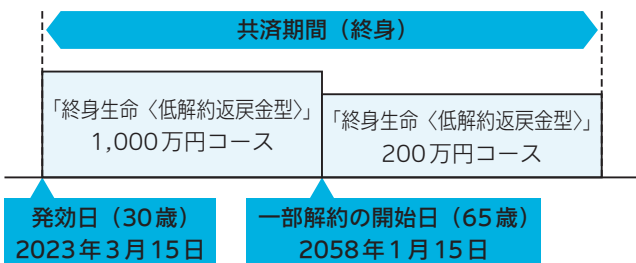 共済期間（終身）
「終身生命〈低解約返戻金型〉」
1,000万円コース
「終身生命〈低解約返戻金型〉」
200万円コース
発効日（30歳）
2023年3月15日
一部解約の開始日（65歳）
2058年1月15日